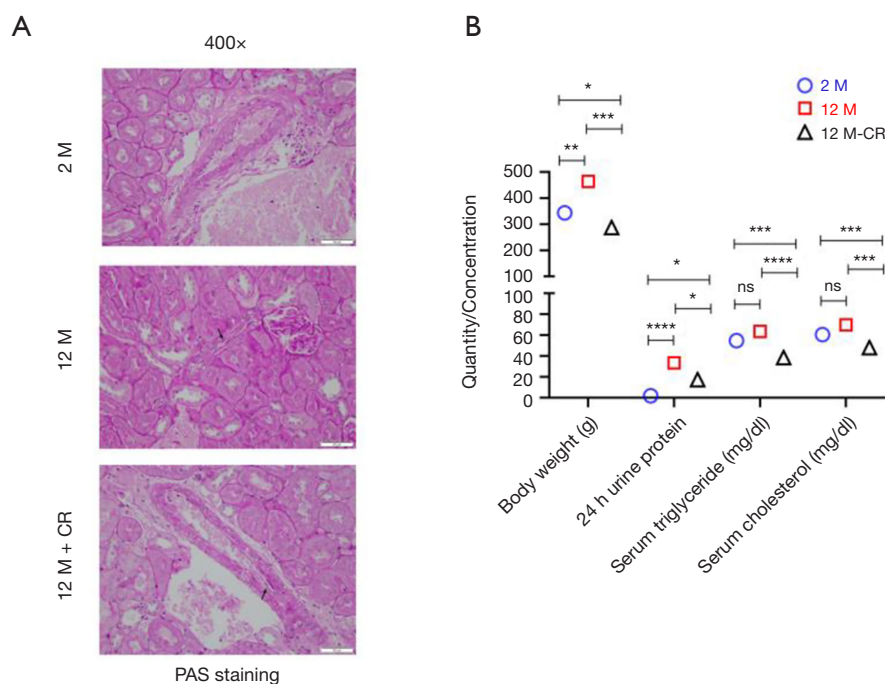 A
400×
2 M
12 M
12 M + CR
PAS staining
B
2 M
12 M
12 M-CR
Quantity/Concentration
500
400
300
200
100
100
80
60
40
20
0
*
***
**
*
*
****
***
****
ns
***
***
ns
Body weight (g)
24 h urine protein
Serum triglyceride (mg/dl)
Serum cholesterol (mg/dl)